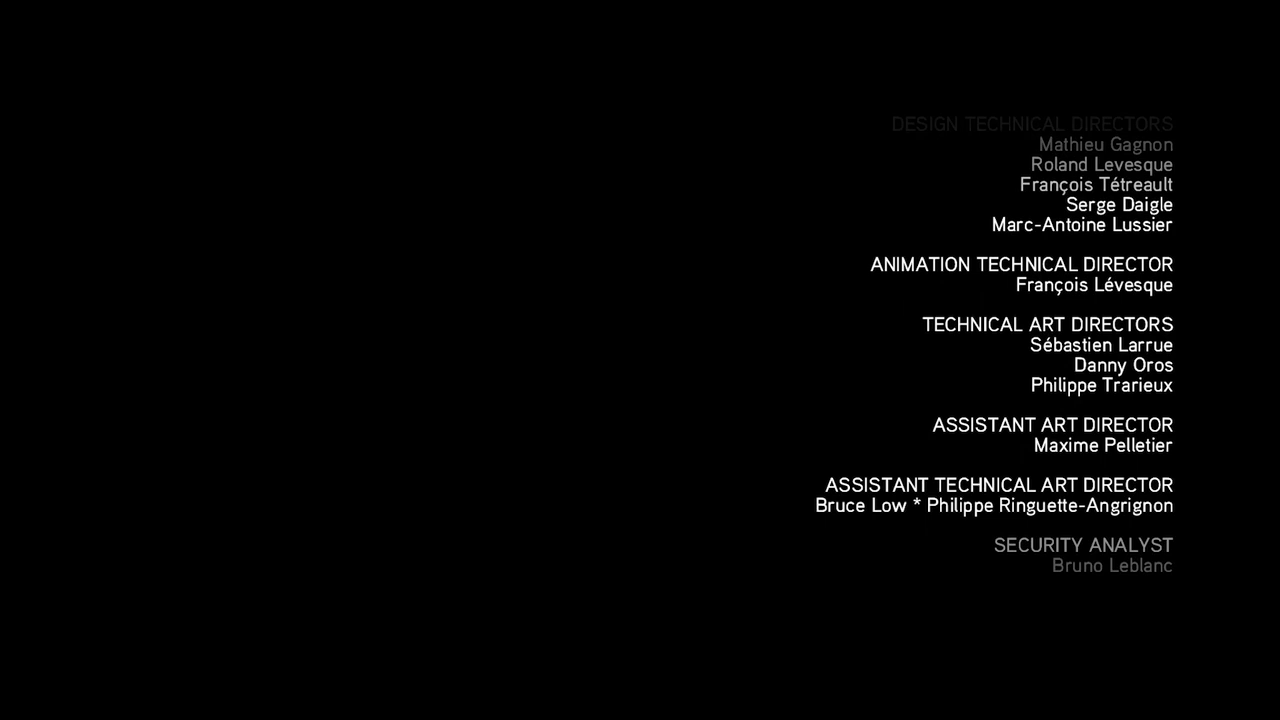 DESIGN TECHNICAL DIRECTORS
Mathieu Gagnon
Roland Levesque
François Tétreault
Serge Daigle
Marc-Antoine Lussier
ANIMATION TECHNICAL DIRECTOR
François Lévesque
TECHNICAL ART DIRECTORS
Sébastien Larrue
Danny Oros
Philippe Trarieux
ASSISTANT ART DIRECTOR
Maxime Pelletier
ASSISTANT TECHNICAL ART DIRECTOR
Bruce Low * Philippe Ringuette-Angrignon
SECURITY ANALYST
Bruno Leblanc